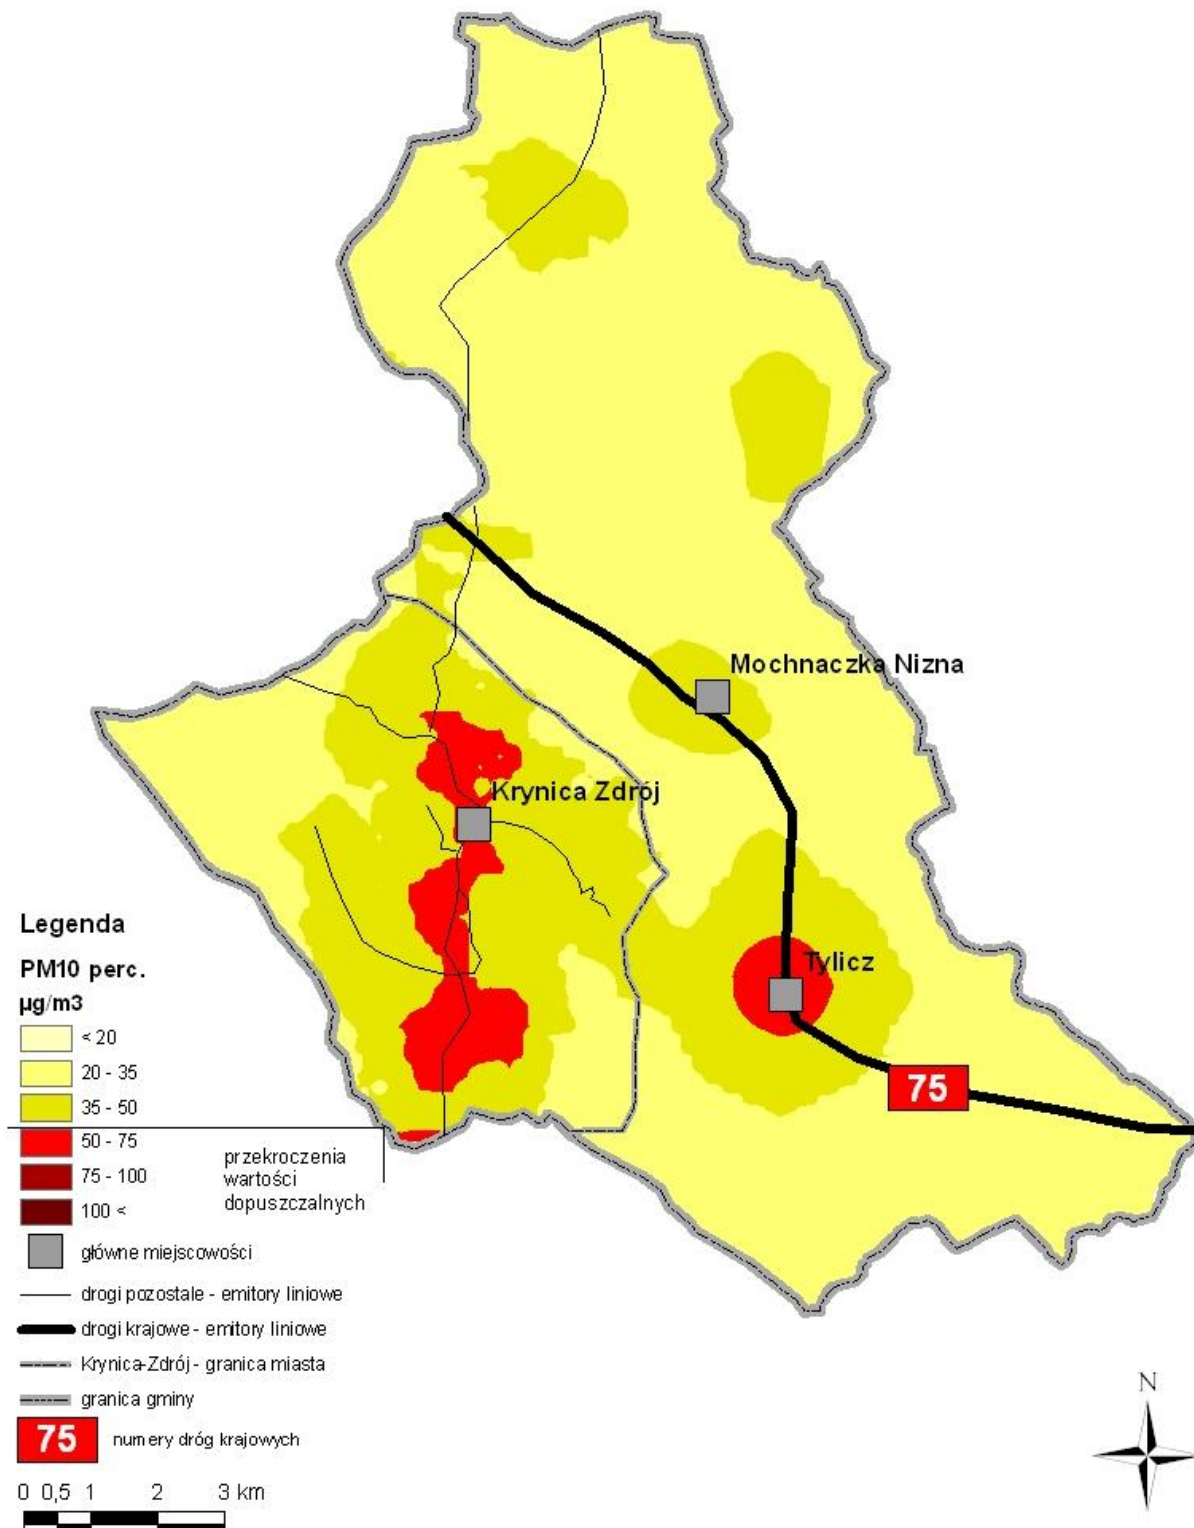 Mochnaczka Nizna
Krynica Zdrój
Tylicz
75
Legenda
PM10 perc.
µg/m3
< 20
20 - 35
35 - 50
50 - 75
75 - 100
100 <
przekroczenia
wartości
dopuszczalnych
główne miejscowości
drogi pozostałe - emitory liniowe
drogi krajowe - emitory liniowe
Krynica-Zdrój - granica miasta
granica gminy
75 numery dróg krajowych
0 0,5 1 2 3 km
N